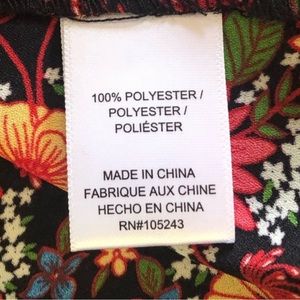 100% POLYESTER /
POLYESTER /
POLIÉSTER
MADE IN CHINA
FABRIQUE AUX CHINE
HECHO EN CHINA
RN#105243